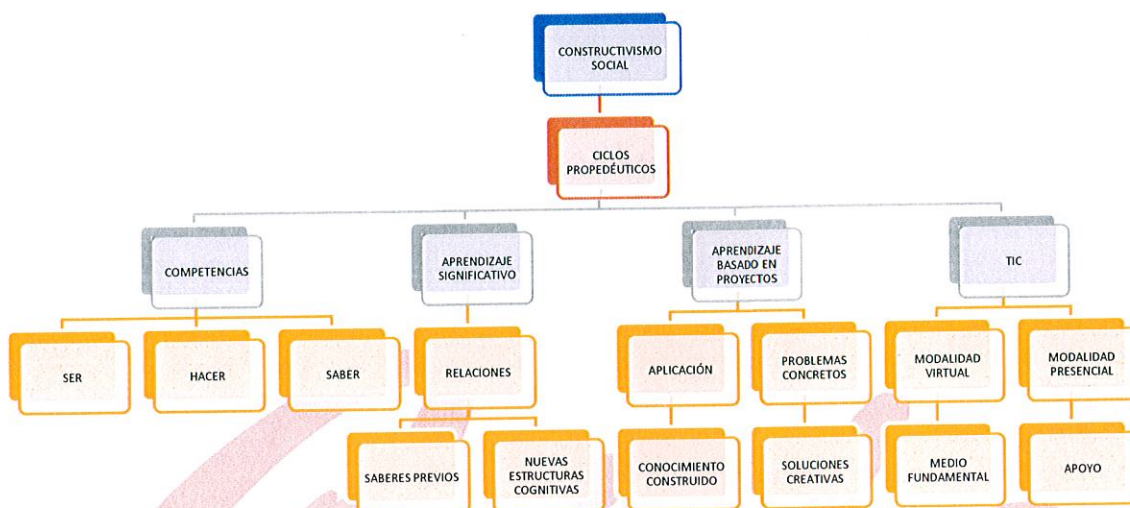 CONSTRUCTIVISMO
SOCIAL
CICLOS
PROPEDÉUTICOS
COMPETENCIAS
APRENDIZAJE
SIGNIFICATIVO
APRENDIZAJE
BASADO EN
PROYECTOS
TIC
SER
HACER
SABER
RELACIONES
APLICACIÓN
PROBLEMAS
CONCRETOS
MODALIDAD
VIRTUAL
MODALIDAD
PRESENCIAL
SABERES PREVIOS
NUEVAS
ESTRUCTURAS
COGNITIVAS
CONOCIMIENTO
CONSTRUIDO
SOLUCIONES
CREATIVAS
MEDIO
FUNDAMENTAL
APOYO